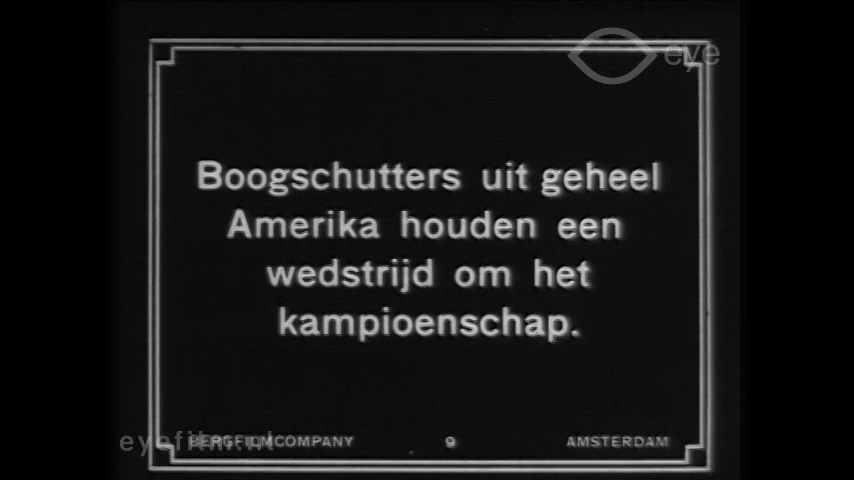 eye
Boogschutters uit geheel
Amerika houden een
wedstrijd om het
kampioenschap.
BERGFILMCOMPANY 9 AMSTERDAM
eyefilm.nl